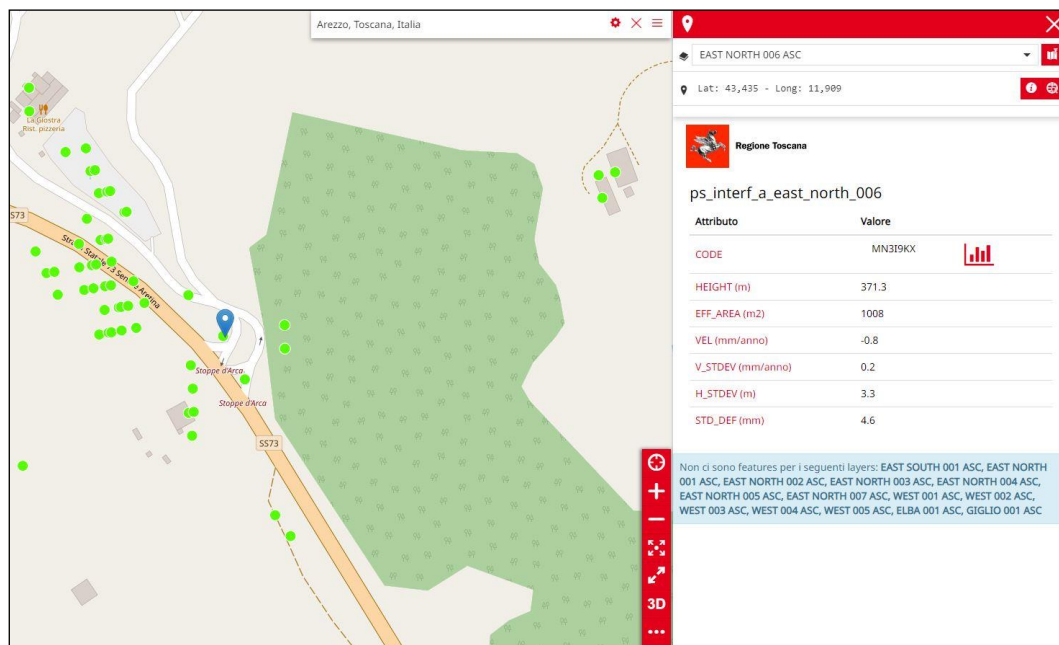 Arezzo, Toscana, Italia
EAST NORTH 006 ASC
Lat: 43,435 - Long: 11,909
Regione Toscana
ps_interf_a_east_north_006
Attributo Valore
CODE MN3I9KX
HEIGHT (m) 371.3
EFF_AREA (m2) 1008
VEL (mm/anno) -0.8
V_STDEV (mm/anno) 0.2
H_STDEV (m) 3.3
STD_DEF (mm) 4.6
Non ci sono features per i seguenti layers: EAST SOUTH 001 ASC, EAST NORTH
001 ASC, EAST NORTH 002 ASC, EAST NORTH 003 ASC, EAST NORTH 004 ASC,
EAST NORTH 005 ASC, EAST NORTH 007 ASC, WEST 001 ASC, WEST 002 ASC,
WEST 003 ASC, WEST 004 ASC, WEST 005 ASC, ELBA 001 ASC, GIGLIO 001 ASC
La Giostra
Rist. pizzeria
SS73
Stoppe d'Arca
Stoppe d'Arca
SS73
3D